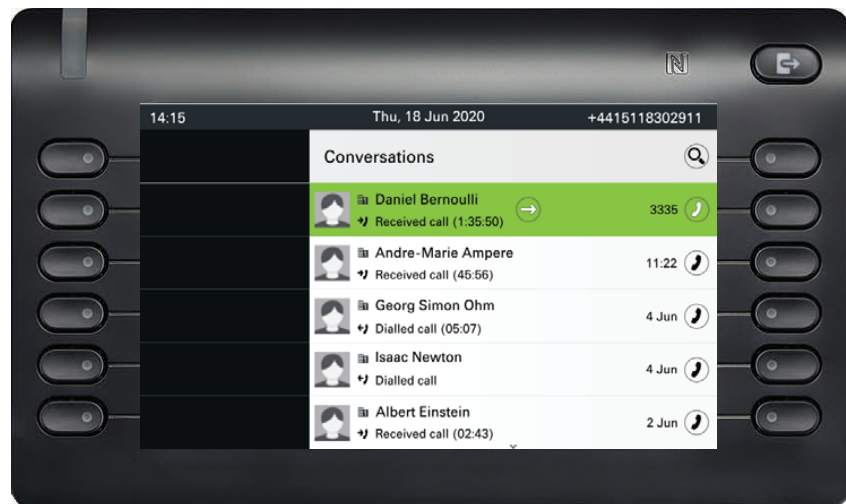 14:15 Thu, 18 Jun 2020 +4415118302911
Conversations
Daniel Bernoulli
Received call (1:35:50) 3335
Andre-Marie Ampere
Received call (45:56) 11:22
Georg Simon Ohm
Dialled call (05:07) 4 Jun
Isaac Newton
Dialled call 4 Jun
Albert Einstein
Received call (02:43) 2 Jun